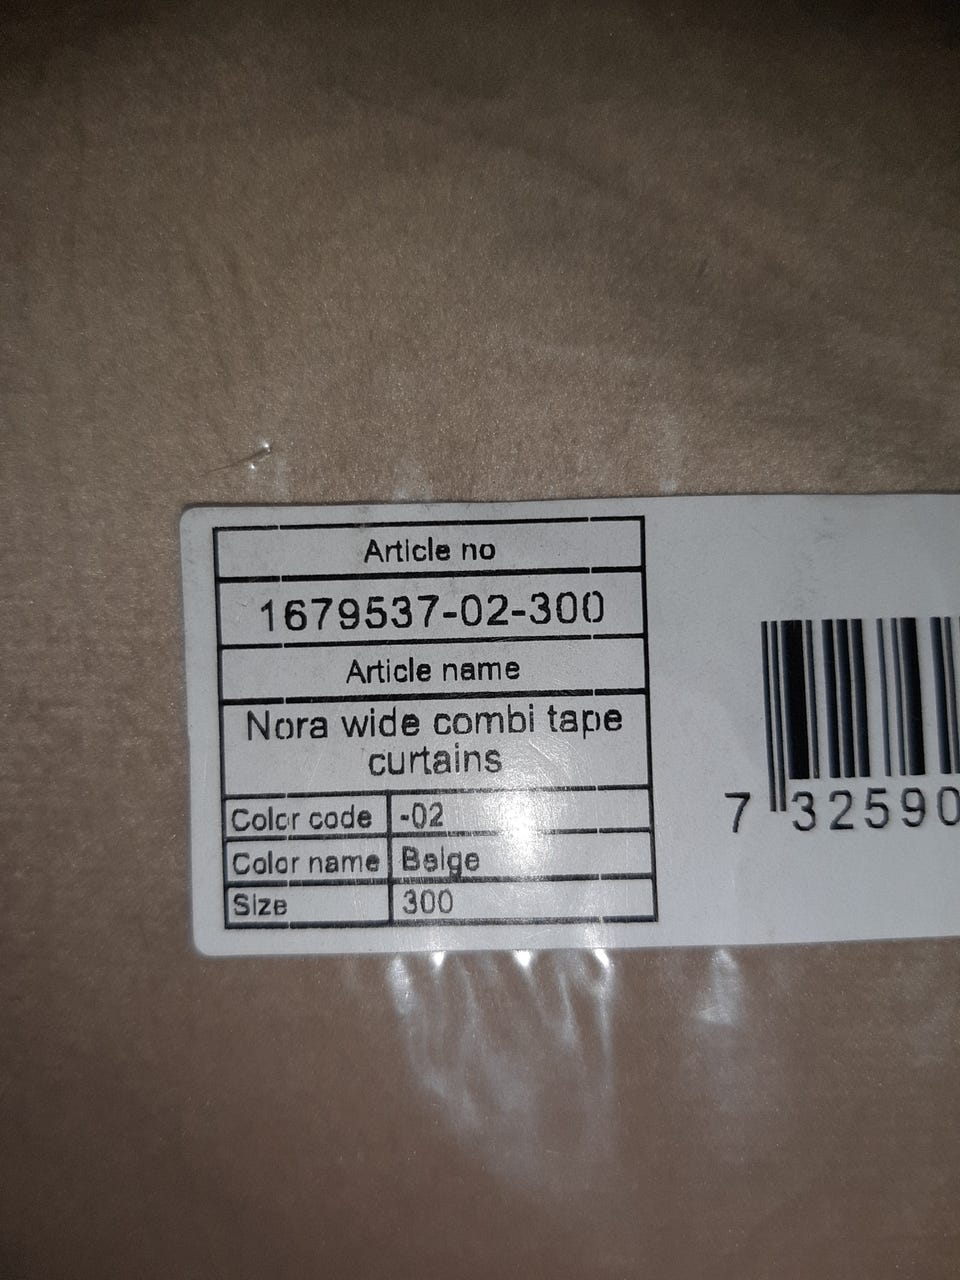 Article no
1679537-02-300
Article name
Nora wide combi tape
curtains
Color code -02
Color name Beige
Size 300
7 32590